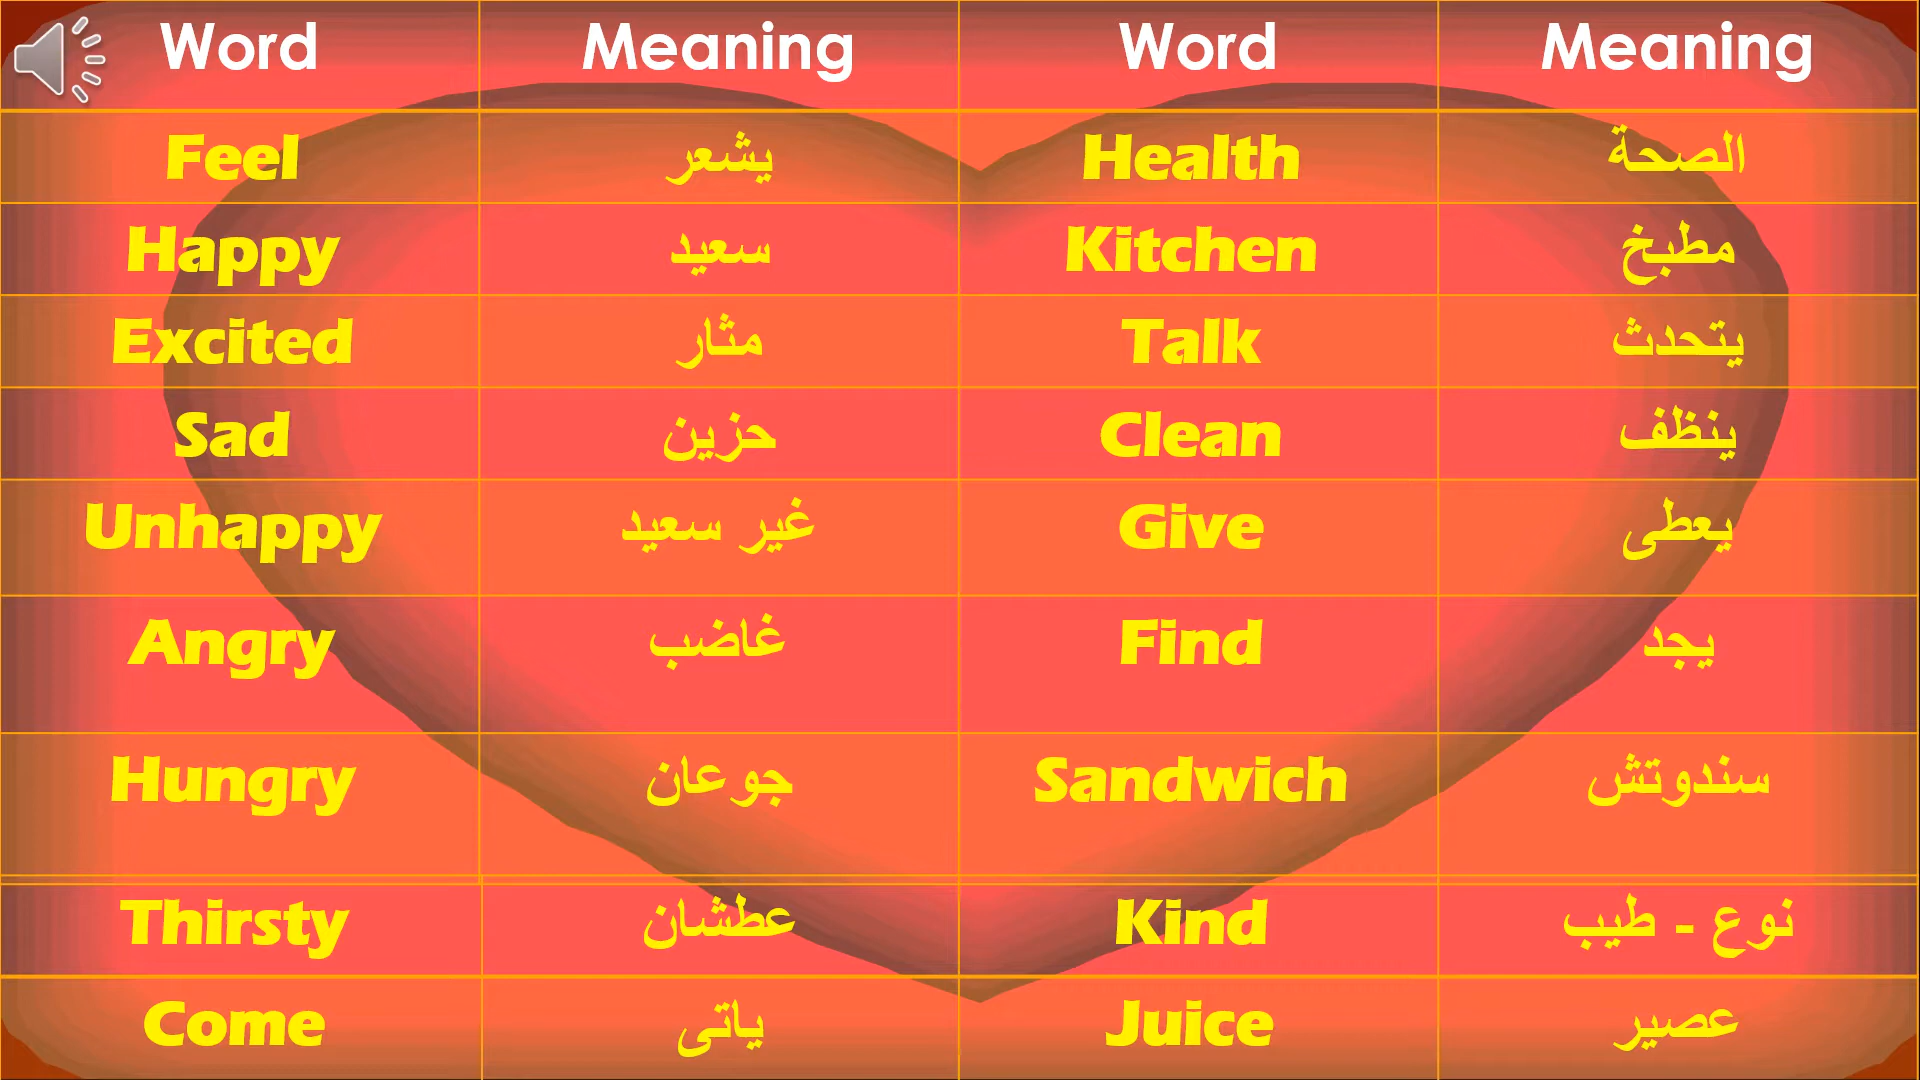 Word Meaning Word Meaning
Feel يشعر Health الصحة
Happy سعيد Kitchen مطبخ
Excited مثار Talk يتحدث
Sad حزين Clean ينظف
Unhappy غير سعيد Give يعطى
Angry غاضب Find يجد
Hungry جوعان Sandwich سندوتش
Thirsty عطشان Kind نوع - طيب
Come ياتى Juice عصير